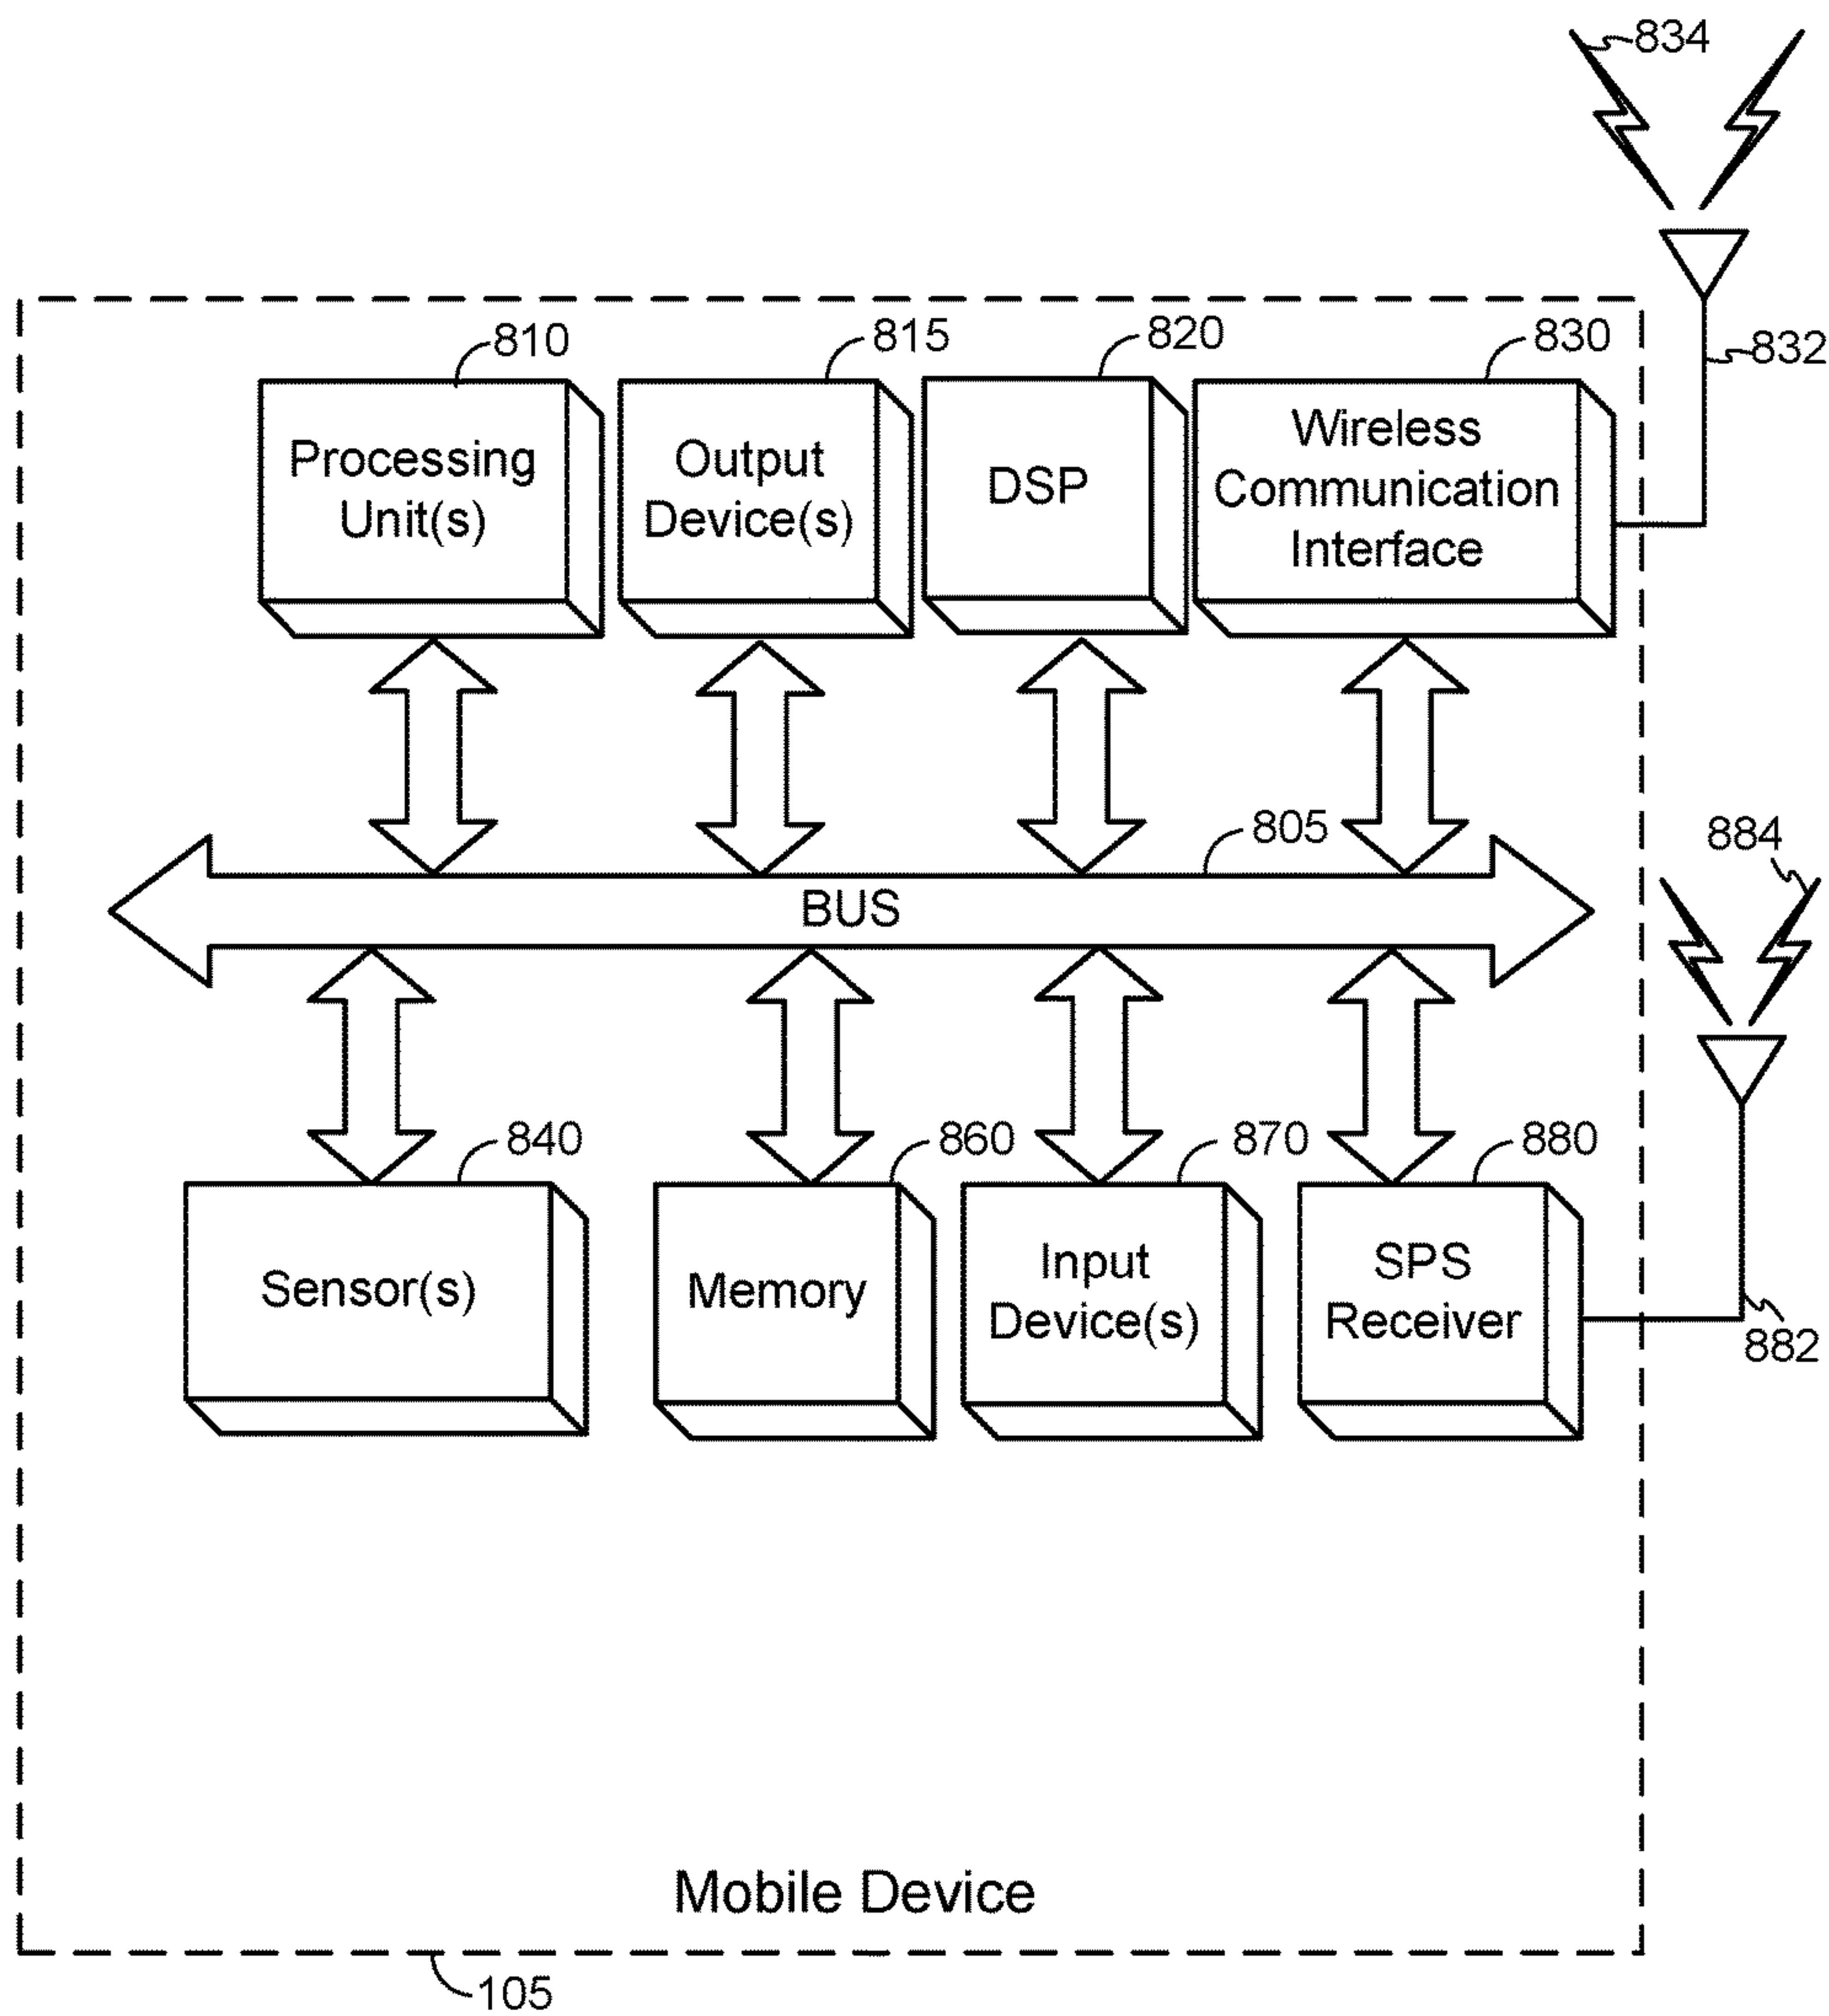 834
810
815
820
830
832
Processing
Unit(s)
Output
Device(s)
DSP
Wireless
Communication
Interface
805
884
BUS
840
860
870
880
Sensor(s)
Memory
Input
Device(s)
SPS
Receiver
882
Mobile Device
105